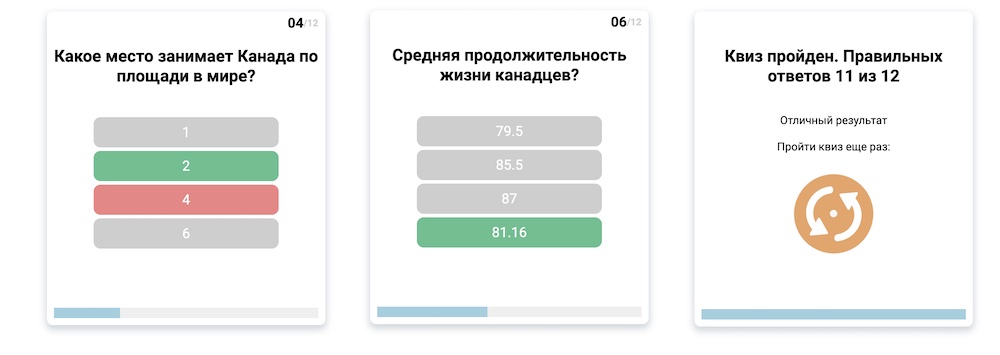 04/12
Какое место занимает Канада по
площади в мире?
1
2
4
6
06/12
Средняя продолжительность
жизни канадцев?
79.5
85.5
87
81.16
Квиз пройден. Правильных
ответов 11 из 12
Отличный результат
Пройти квиз еще раз: